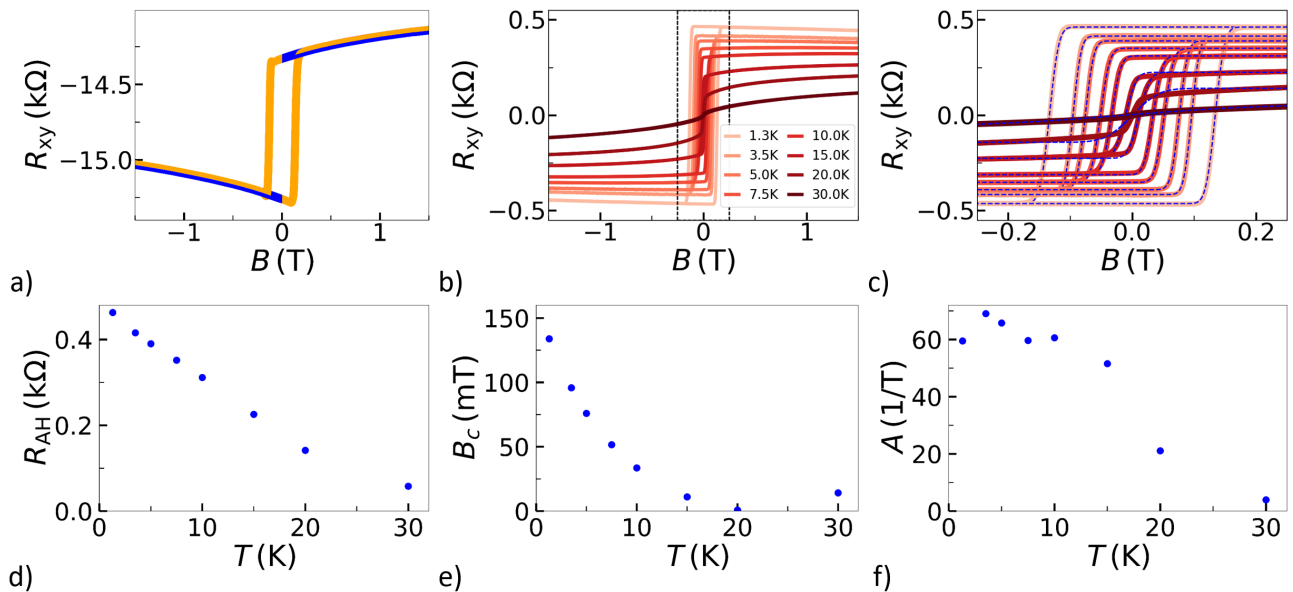 −14.5
−15.0
R_xy (kΩ)
−1 0 1
B (T)
a)
0.5
0.0
−0.5
R_xy (kΩ)
−1 0 1
B (T)
1.3K 10.0K
3.5K 15.0K
5.0K 20.0K
7.5K 30.0K
b)
0.5
0.0
−0.5
R_xy (kΩ)
−0.2 0.0 0.2
B (T)
c)
0.4
0.2
0.0
R_AH (kΩ)
0 10 20 30
T (K)
d)
150
100
50
0
B_c (mT)
0 10 20 30
T (K)
e)
60
40
20
0
A (1/T)
0 10 20 30
T (K)
f)